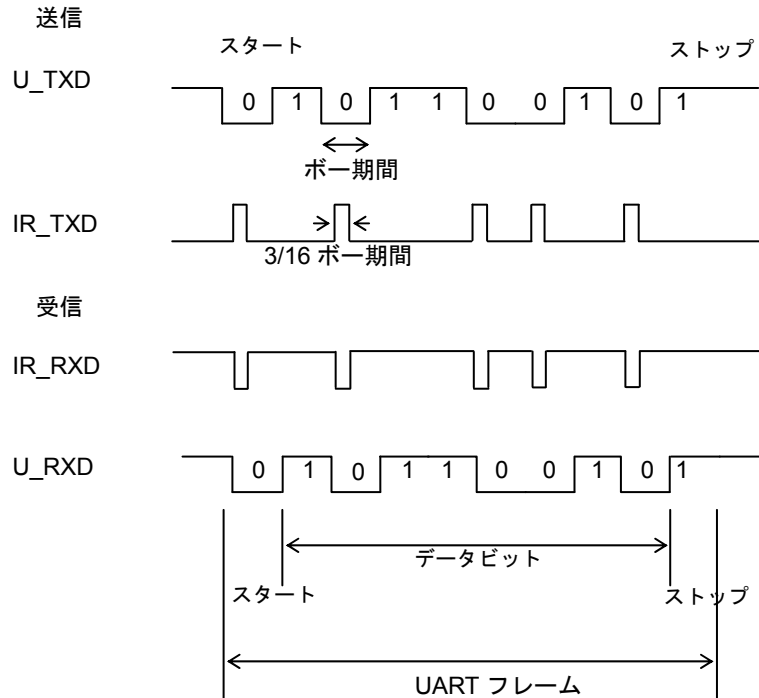 送信
スタート ストップ
U_TXD 0 1 0 1 1 0 0 1 0 1
ボー期間
IR_TXD
3/16 ボー期間
受信
IR_RXD
U_RXD 0 1 0 1 1 0 0 1 0 1
データビット
スタート ストップ
UART フレーム